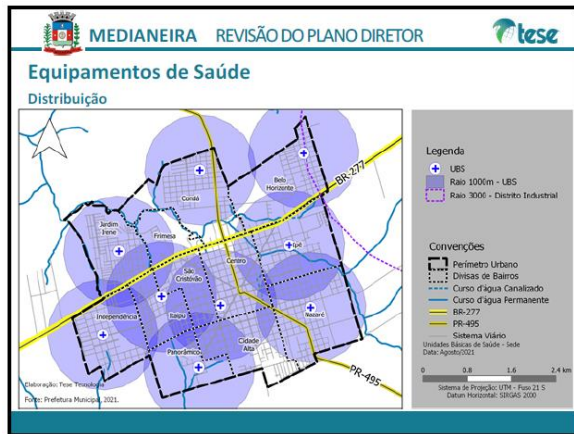 MEDIANEIRA REVISÃO DO PLANO DIRETOR
tese
Equipamentos de Saúde
Distribuição
BR-277
Belo
Horizonte
Condá
Jardim
Irene
Frimesa
Ipê
Centro
São
Cristóvão
Independência
Itaipu
Nazaré
Panorâmico
Cidade
Alta
PR-495
Elaboração: Tese Tecnologia
Fonte: Prefeitura Municipal, 2021.
Legenda
UBS
Raio 1000m - UBS
Raio 3000 - Distrito Industrial
Convenções
Perímetro Urbano
Divisas de Bairros
Curso d'água Canalizado
Curso d'água Permanente
BR-277
PR-495
Sistema Viário
Unidades Básicas de Saúde - Sede
Data: Agosto/2021
0 0.8 1.6 2.4 km
Sistema de Projeção: UTM - Fuso 21 S
Datum Horizontal: SIRGAS 2000